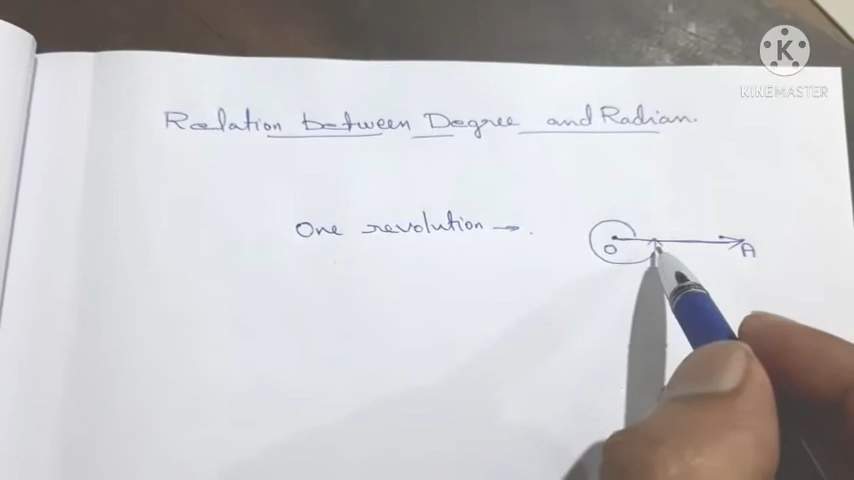 K
KINEMASTER
Relation between Degree and Radian.
One revolution → .
O
A